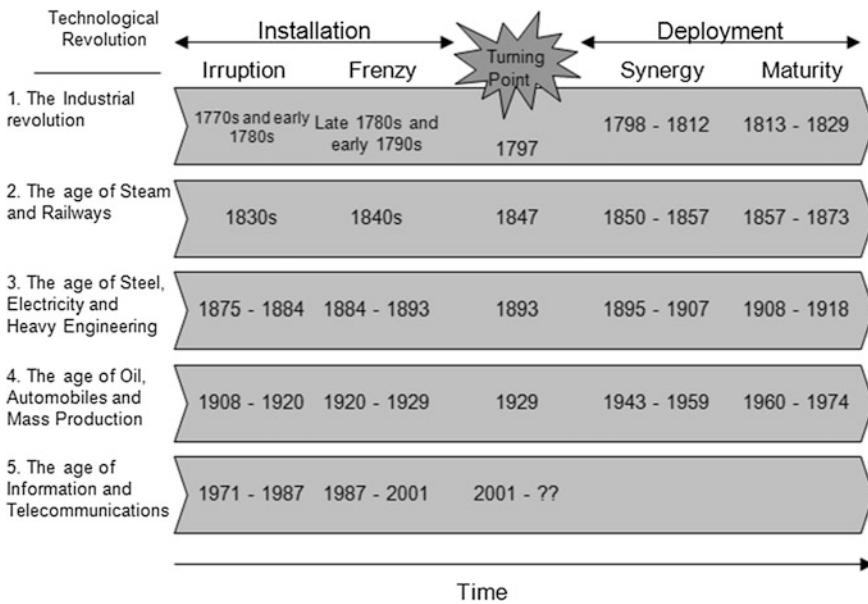 Technological
Revolution
Installation
Deployment
Irruption
Frenzy
Turning
Point
Synergy
Maturity
1. The Industrial
revolution
1770s and early
1780s
Late 1780s and
early 1790s
1797
1798 - 1812
1813 - 1829
2. The age of Steam
and Railways
1830s
1840s
1847
1850 - 1857
1857 - 1873
3. The age of Steel,
Electricity and
Heavy Engineering
1875 - 1884
1884 - 1893
1893
1895 - 1907
1908 - 1918
4. The age of Oil,
Automobiles and
Mass Production
1908 - 1920
1920 - 1929
1929
1943 - 1959
1960 - 1974
5. The age of
Information and
Telecommunications
1971 - 1987
1987 - 2001
2001 - ??
Time